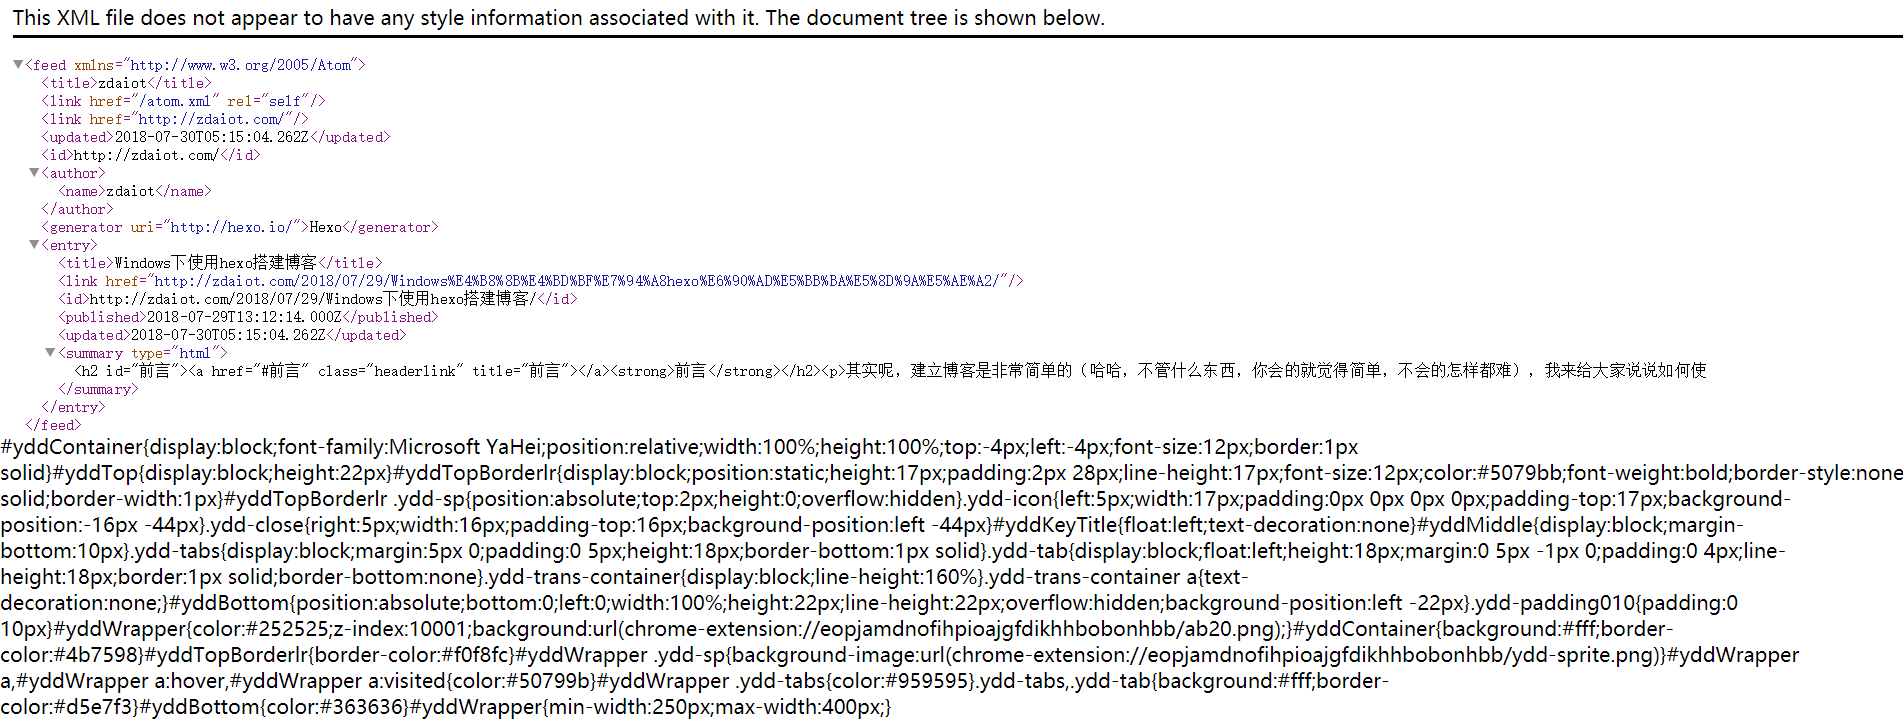 This XML file does not appear to have any style information associated with it. The document tree is shown below.
▼<feed xmlns="http://www.w3.org/2005/Atom">
<title>zdaiot</title>
<link href="/atom.xml" rel="self"/>
<link href="http://zdaiot.com/"/>
<updated>2018-07-30T05:15:04.262Z</updated>
<id>http://zdaiot.com/</id>
▼<author>
<name>zdaiot</name>
</author>
<generator uri="http://hexo.io/">Hexo</generator>
▼<entry>
<title>Windows下使用hexo搭建博客</title>
<link href="http://zdaiot.com/2018/07/29/Windows%E4%B8%8B%E4%BD%BF%E7%94%A8hexo%E6%90%AD%E5%BB%BA%E5%8D%9A%E5%AE%A2/"/>
<id>http://zdaiot.com/2018/07/29/Windows下使用hexo搭建博客/</id>
<published>2018-07-29T13:12:14.000Z</published>
<updated>2018-07-30T05:15:04.262Z</updated>
▼<summary type="html">
<h2 id="前言"><a href="#前言" class="headerlink" title="前言"></a><strong>前言</strong></h2><p>其实呢，建立博客是非常简单的（哈哈，不管什么东西，你会的就觉得简单，不会的怎样都难），我来给大家说说如何使
</summary>
</entry>
</feed>
#yddContainer{display:block;font-family:Microsoft YaHei;position:relative;width:100%;height:100%;top:-4px;left:-4px;font-size:12px;border:1px
solid}#yddTop{display:block;height:22px}#yddTopBorderlr{display:block;position:static;height:17px;padding:2px 28px;line-height:17px;font-size:12px;color:#5079bb;font-weight:bold;border-style:none
solid;border-width:1px}#yddTopBorderlr .ydd-sp{position:absolute;top:2px;height:0;overflow:hidden}.ydd-icon{left:5px;width:17px;padding:0px 0px 0px 0px;padding-top:17px;background-
position:-16px -44px}.ydd-close{right:5px;width:16px;padding-top:16px;background-position:left -44px}#yddKeyTitle{float:left;text-decoration:none}#yddMiddle{display:block;margin-
bottom:10px}.ydd-tabs{display:block;margin:5px 0;padding:0 5px;height:18px;border-bottom:1px solid}.ydd-tab{display:block;float:left;height:18px;margin:0 5px -1px 0;padding:0 4px;line-
height:18px;border:1px solid;border-bottom:none}.ydd-trans-container{display:block;line-height:160%}.ydd-trans-container a{text-
decoration:none;}#yddBottom{position:absolute;bottom:0;left:0;width:100%;height:22px;line-height:22px;overflow:hidden;background-position:left -22px}.ydd-padding010{padding:0
10px}#yddWrapper{color:#252525;z-index:10001;background:url(chrome-extension://eopjamdnofihpioajgfdikhhbobonhbb/ab20.png);}#yddContainer{background:#fff;border-
color:#4b7598}#yddTopBorderlr{border-color:#f0f8fc}#yddWrapper .ydd-sp{background-image:url(chrome-extension://eopjamdnofihpioajgfdikhhbobonhbb/ydd-sprite.png)}#yddWrapper
a,#yddWrapper a:hover,#yddWrapper a:visited{color:#50799b}#yddWrapper .ydd-tabs{color:#959595}.ydd-tabs,.ydd-tab{background:#fff;border-
color:#d5e7f3}#yddBottom{color:#363636}#yddWrapper{min-width:250px;max-width:400px;}